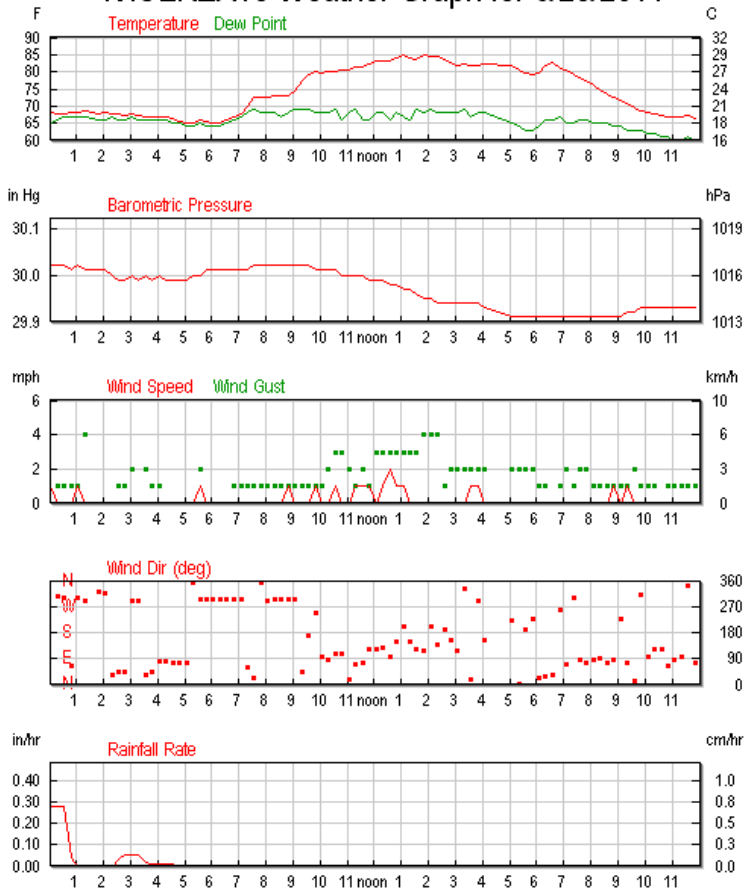 Weather Graph for
F Temperature Dew Point C
90 32
85 29
80 27
75 24
70 21
65 18
60 16
1 2 3 4 5 6 7 8 9 10 11 noon 1 2 3 4 5 6 7 8 9 10 11
in Hg Barometric Pressure hPa
30.1 1019
30.0 1016
29.9 1013
1 2 3 4 5 6 7 8 9 10 11 noon 1 2 3 4 5 6 7 8 9 10 11
mph Wind Speed Wind Gust km/h
6 10
4 6
2 3
0 0
1 2 3 4 5 6 7 8 9 10 11 noon 1 2 3 4 5 6 7 8 9 10 11
Wind Dir (deg)
N 360
W 270
S 180
E 90
N 0
1 2 3 4 5 6 7 8 9 10 11 noon 1 2 3 4 5 6 7 8 9 10 11
in/hr Rainfall Rate cm/hr
0.40 1.0
0.30 0.8
0.20 0.5
0.10 0.3
0.00 0.0
1 2 3 4 5 6 7 8 9 10 11 noon 1 2 3 4 5 6 7 8 9 10 11